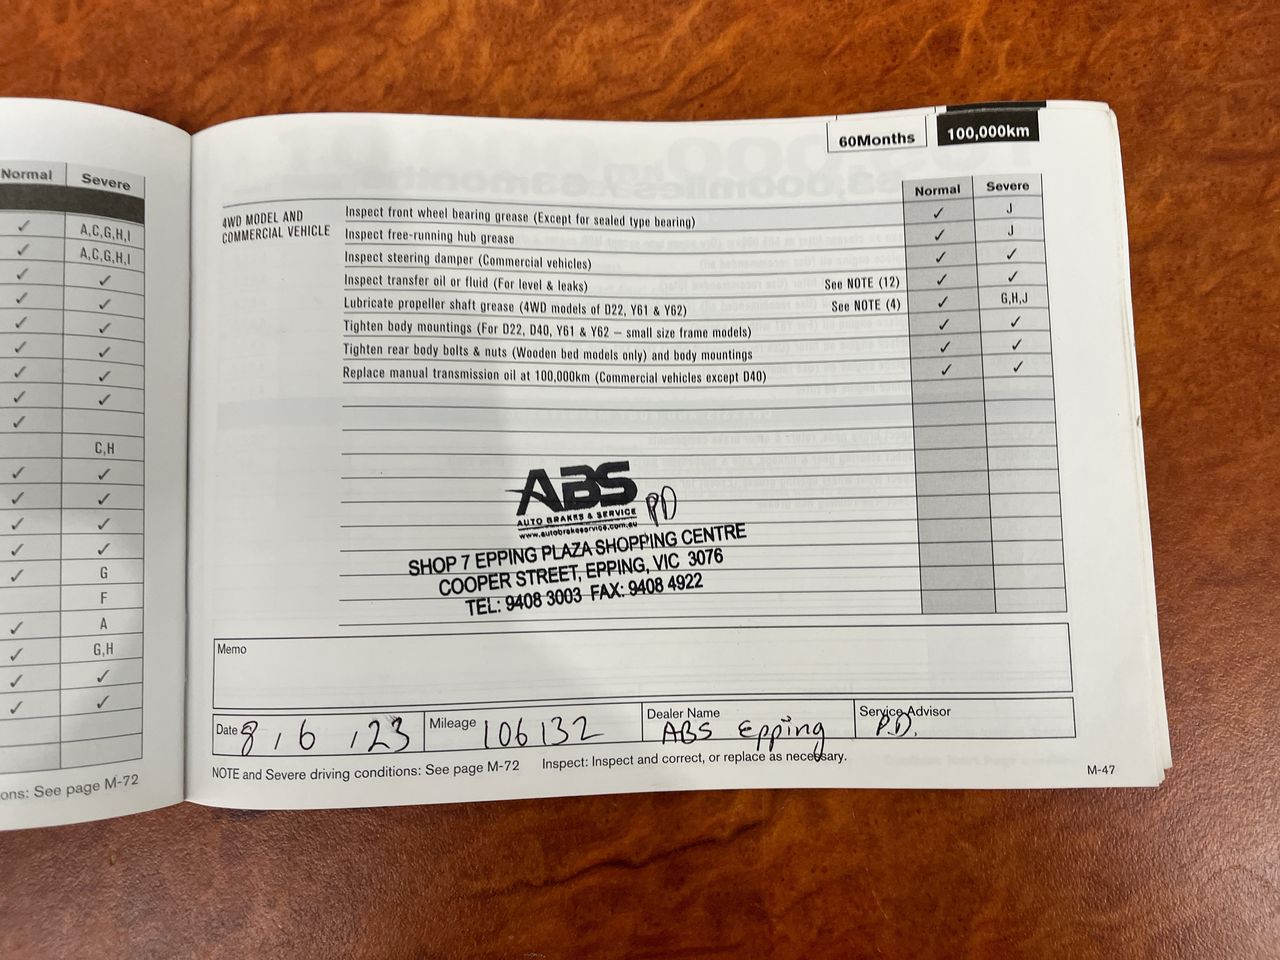 Normal Severe
✓ A,C,G,H,I
✓ A,C,G,H,I
✓ ✓
✓ ✓
✓ ✓
✓ ✓
✓ ✓
✓ ✓
✓
C,H
✓ ✓
✓ ✓
✓ ✓
✓ ✓
✓ G
F
✓ A
✓ G,H
✓ ✓
✓ ✓
ons: See page M-72
60Months 100,000km
Normal Severe
4WD MODEL AND
COMMERCIAL VEHICLE
Inspect front wheel bearing grease (Except for sealed type bearing) ✓ J
Inspect free-running hub grease ✓ J
Inspect steering damper (Commercial vehicles) ✓ ✓
Inspect transfer oil or fluid (For level & leaks) See NOTE (12) ✓ ✓
Lubricate propeller shaft grease (4WD models of D22, Y61 & Y62) See NOTE (4) ✓ G,H,J
Tighten body mountings (For D22, D40, Y61 & Y62 – small size frame models) ✓ ✓
Tighten rear body bolts & nuts (Wooden bed models only) and body mountings ✓ ✓
Replace manual transmission oil at 100,000km (Commercial vehicles except D40) ✓ ✓
ABS PD
AUTO BRAKES & SERVICE
www.autobrakeservice.com.au
SHOP 7 EPPING PLAZA SHOPPING CENTRE
COOPER STREET, EPPING, VIC 3076
TEL: 9408 3003 FAX: 9408 4922
Memo
Date 8, 6, 23 Mileage 106132 Dealer Name ABS Epping Service Advisor P.D.
NOTE and Severe driving conditions: See page M-72 Inspect: Inspect and correct, or replace as necessary.
M-47